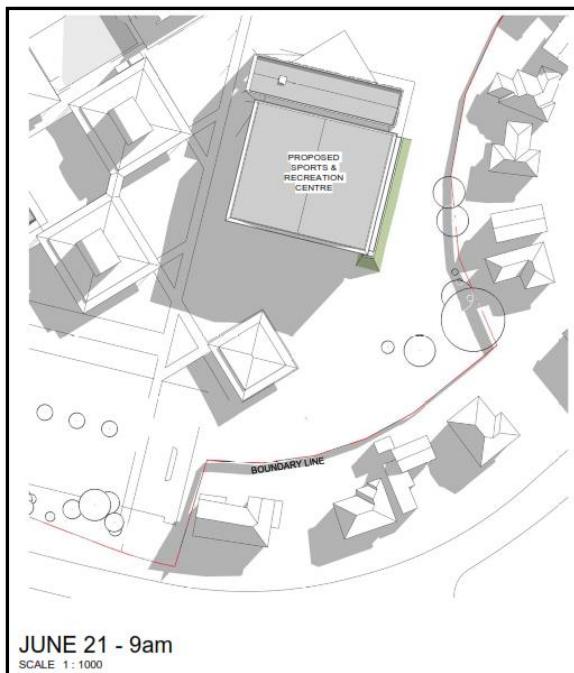 PROPOSED
SPORTS &
RECREATION
CENTRE
BOUNDARY LINE
JUNE 21 - 9am
SCALE 1 : 1000